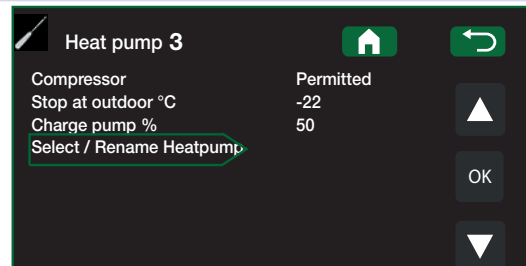 Heat pump 3
Compressor Permitted
Stop at outdoor °C -22
Charge pump % 50
Select / Rename Heatpump
OK